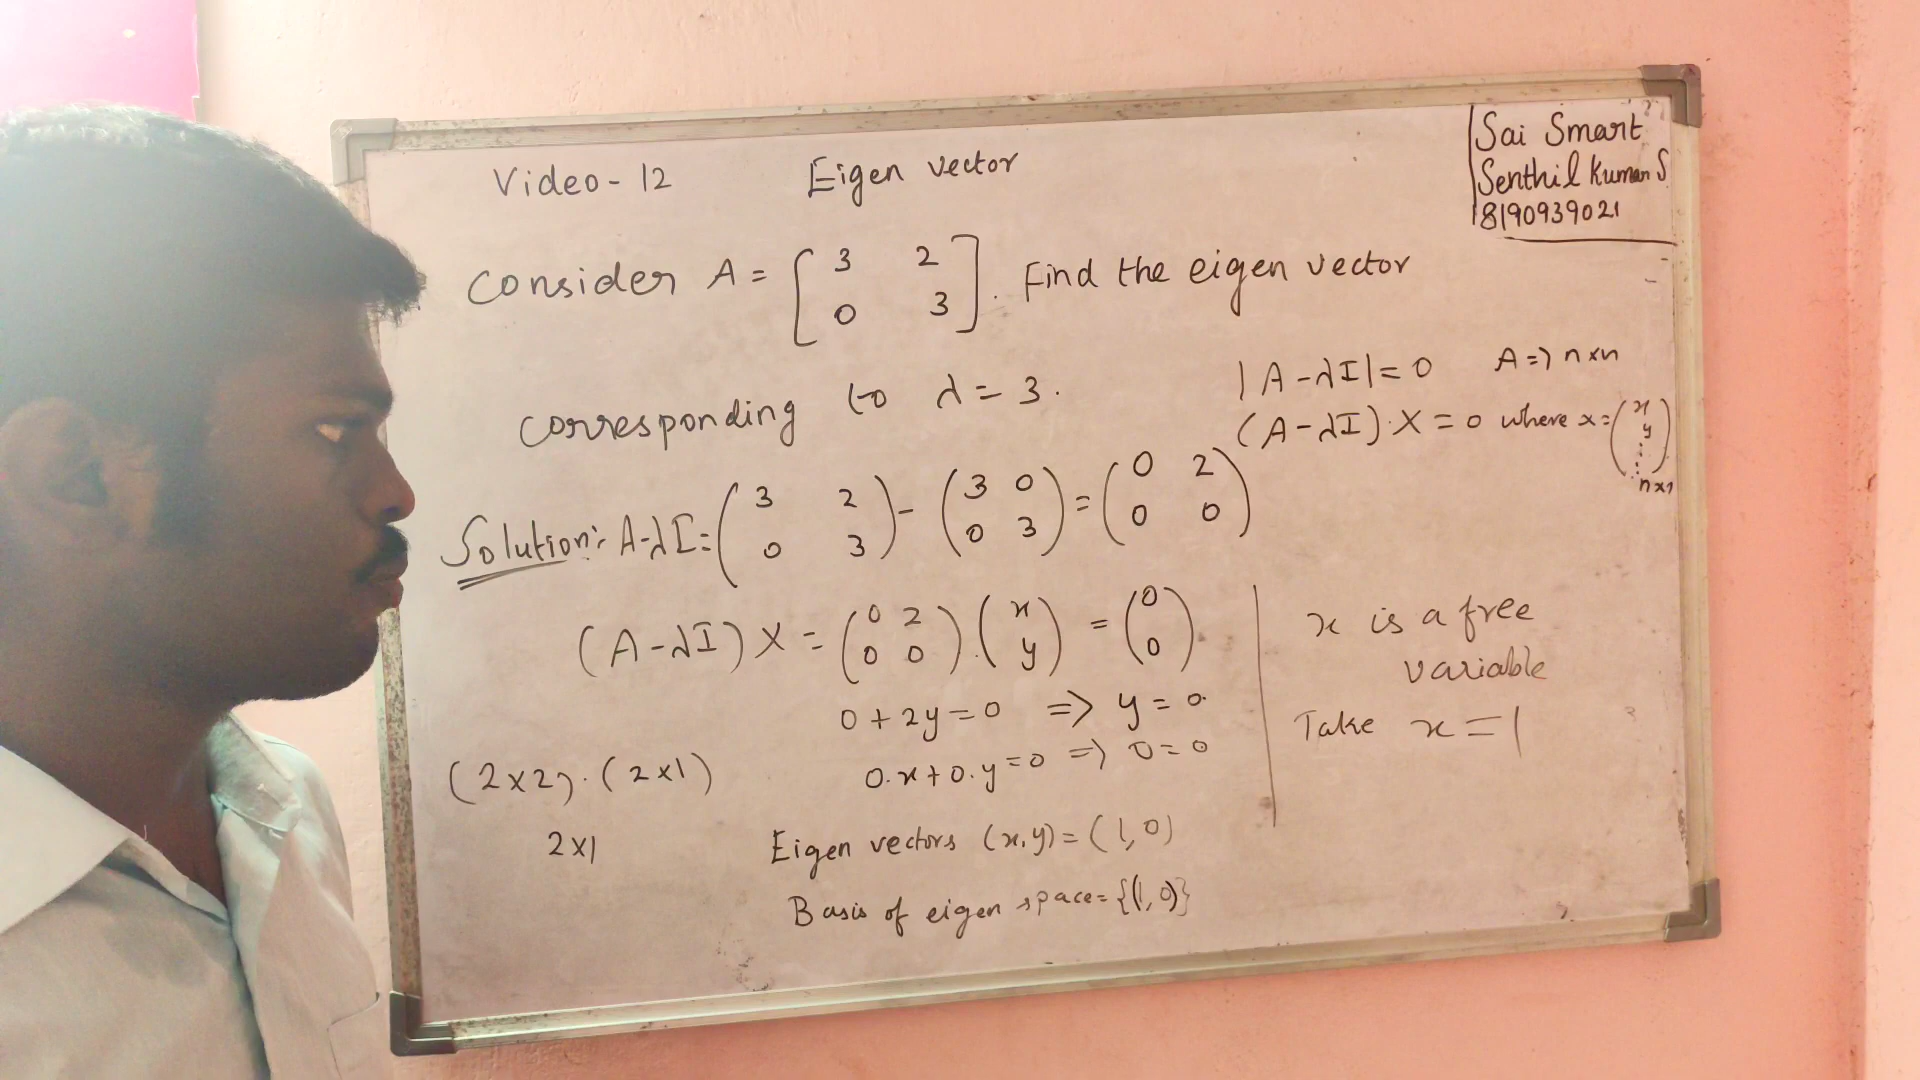 Video - 12 Eigen vector
Sai Smart
Senthil Kumar S
8190939021
Consider A = [ 3 2 . Find the eigen vector
0 3 ]
corresponding to λ = 3.
|A-λI| = 0 A => n×n
(A-λI)·X = 0 where x = ( x
y
⋮ )
n×1
Solution:- A-λI = ( 3 2 ) - ( 3 0 ) = ( 0 2 )
( 0 3 ) ( 0 3 ) ( 0 0 )
(A-λI) X = ( 0 2 ) . ( x ) = ( 0 )
( 0 0 ) ( y ) ( 0 )
0 + 2y = 0 => y = 0.
0.x + 0.y = 0 => 0 = 0
x is a free
variable
Take x = 1
(2×2).(2×1)
2×1
Eigen vectors (x,y) = (1,0)
Basis of eigen space = {(1,0)}